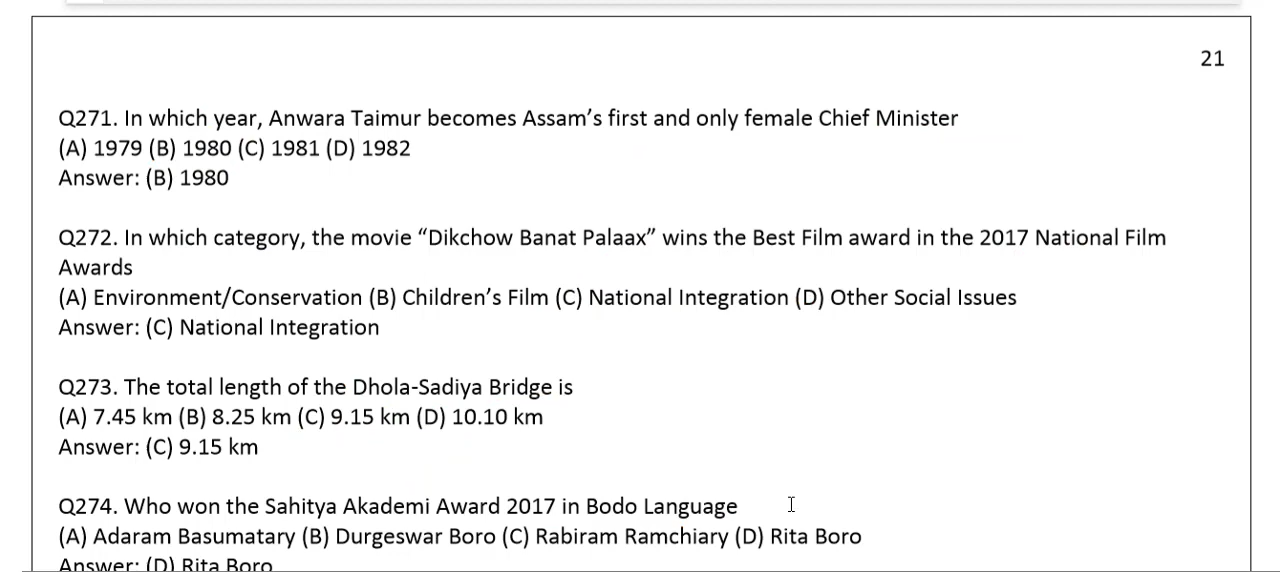 21
Q271. In which year, Anwara Taimur becomes Assam’s first and only female Chief Minister
(A) 1979 (B) 1980 (C) 1981 (D) 1982
Answer: (B) 1980
Q272. In which category, the movie “Dikchow Banat Palaax” wins the Best Film award in the 2017 National Film
Awards
(A) Environment/Conservation (B) Children’s Film (C) National Integration (D) Other Social Issues
Answer: (C) National Integration
Q273. The total length of the Dhola-Sadiya Bridge is
(A) 7.45 km (B) 8.25 km (C) 9.15 km (D) 10.10 km
Answer: (C) 9.15 km
Q274. Who won the Sahitya Akademi Award 2017 in Bodo Language
(A) Adaram Basumatary (B) Durgeswar Boro (C) Rabiram Ramchiary (D) Rita Boro
Answer: (D) Rita Boro